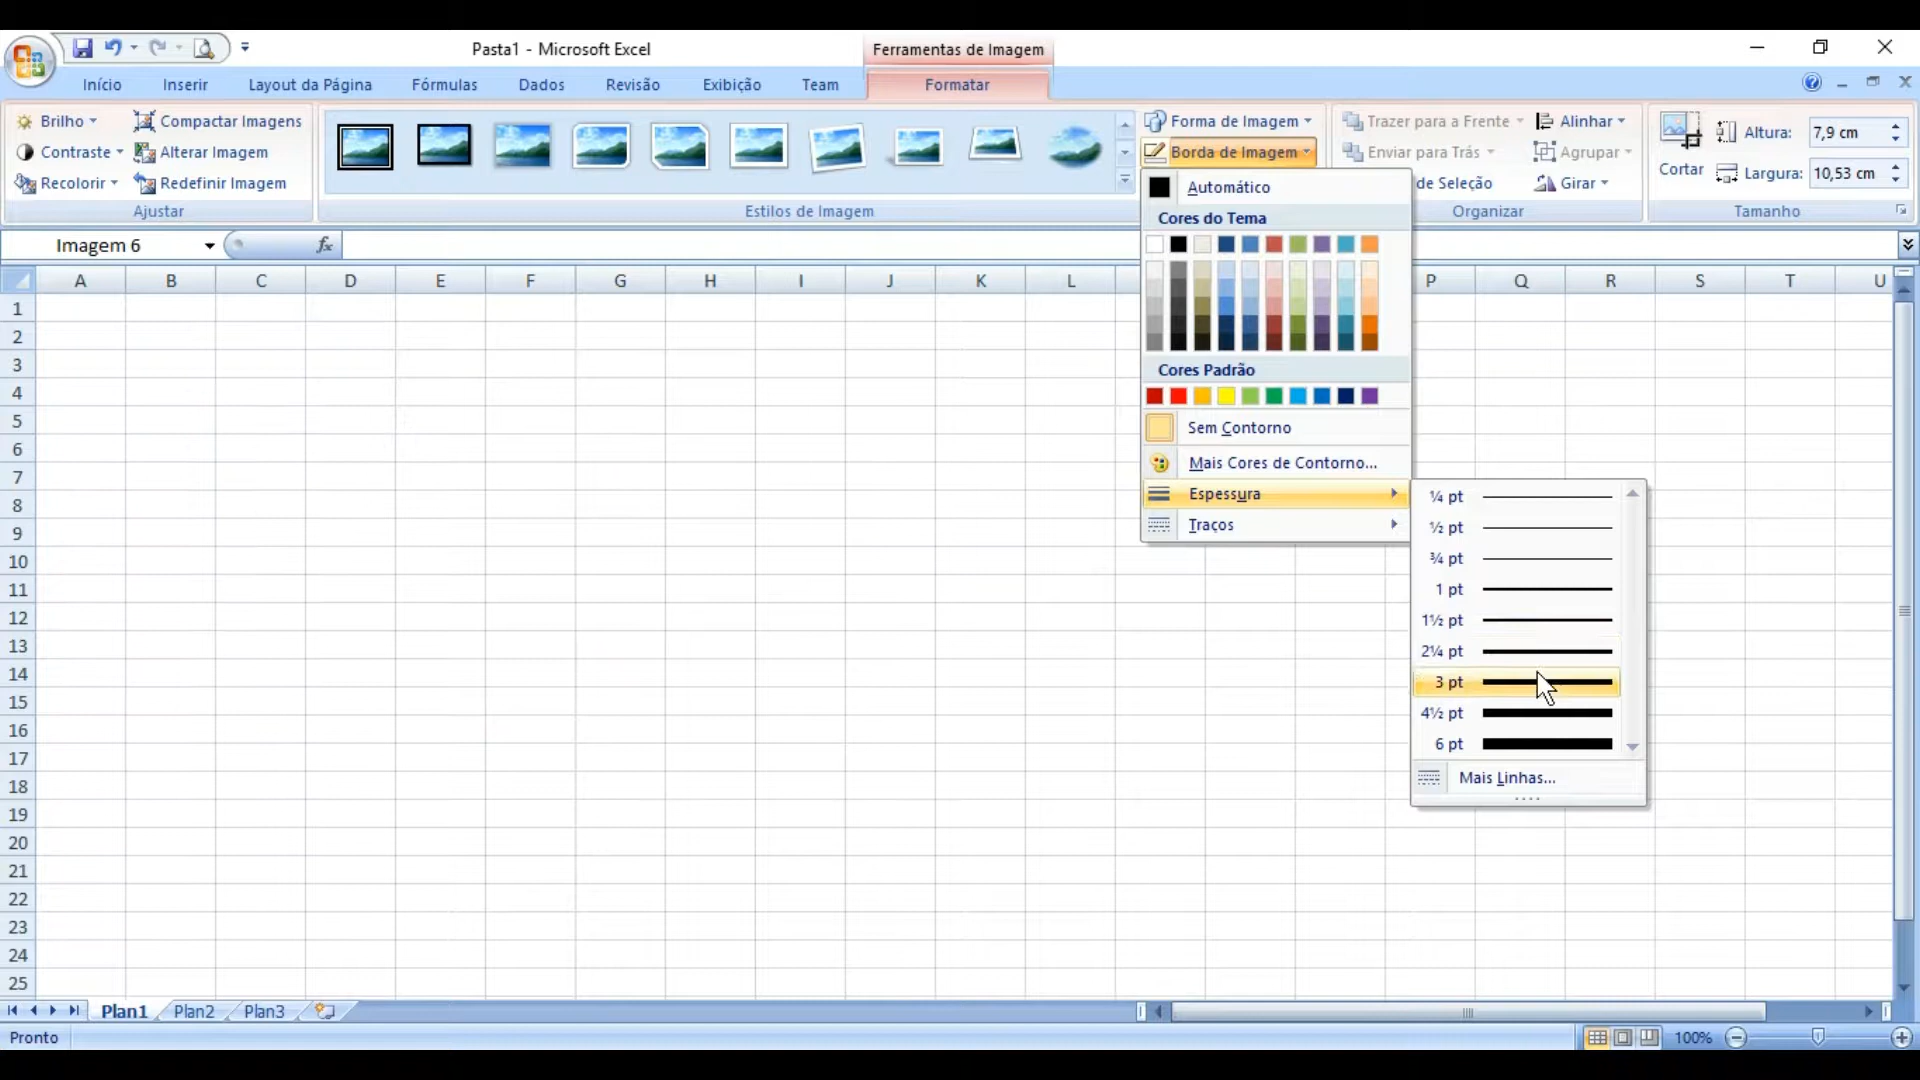 Pasta1 - Microsoft Excel
Ferramentas de Imagem
Início
Inserir
Layout da Página
Fórmulas
Dados
Revisão
Exibição
Team
Formatar
Brilho
Compactar Imagens
Contraste
Alterar Imagem
Recolorir
Redefinir Imagem
Ajustar
Estilos de Imagem
Forma de Imagem
Borda de Imagem
Trazer para a Frente
Enviar para Trás
de Seleção
Alinhar
Agrupar
Girar
Organizar
Cortar
Altura: 7,9 cm
Largura: 10,53 cm
Tamanho
Imagem 6
fx
A B C D E F G H I J K L P Q R S T U
1
2
3
4
5
6
7
8
9
10
11
12
13
14
15
16
17
18
19
20
21
22
23
24
25
Automático
Cores do Tema
Cores Padrão
Sem Contorno
Mais Cores de Contorno...
Espessura
Traços
¼ pt
½ pt
¾ pt
1 pt
1½ pt
2¼ pt
3 pt
4½ pt
6 pt
Mais Linhas...
Plan1 Plan2 Plan3
Pronto
100%